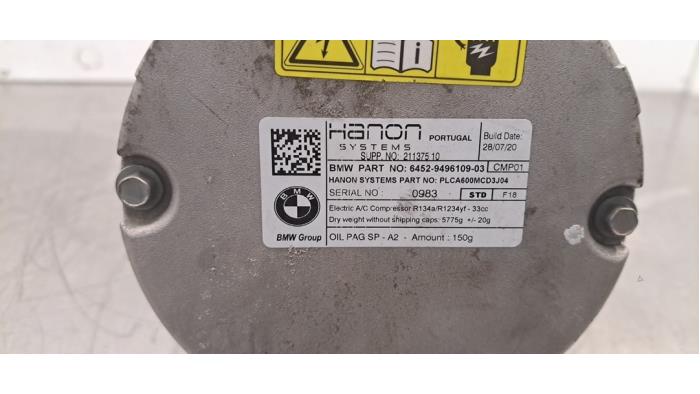 Hanon PORTUGAL Build Date:
SYSTEMS 28/07/20
SUPP. NO: 211375 10
BMW PART NO: 6452-9496109-03 CMP01
HANON SYSTEMS PART NO: PLCA600MCD3J04
SERIAL NO : 0983 STD F18
BMW
Electric A/C Compressor R134a/R1234yf - 33cc
Dry weight without shipping caps: 5775g +/- 20g
BMW Group OIL PAG SP - A2 - Amount : 150g